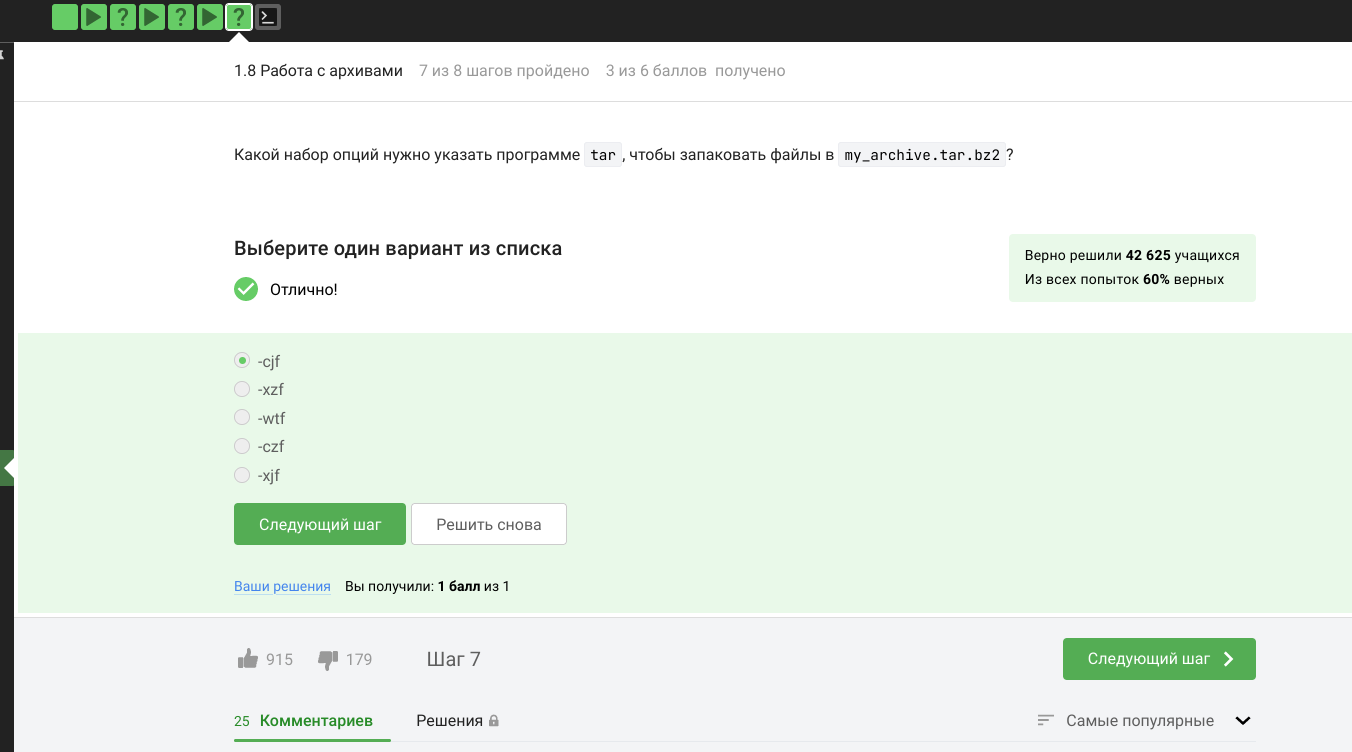 ? ? ?
1.8 Работа с архивами 7 из 8 шагов пройдено 3 из 6 баллов получено
Какой набор опций нужно указать программе tar, чтобы запаковать файлы в my_archive.tar.bz2?
Выберите один вариант из списка
Отлично!
Верно решили 42 625 учащихся
Из всех попыток 60% верных
-cjf
-xzf
-wtf
-czf
-xjf
Следующий шаг Решить снова
Ваши решения Вы получили: 1 балл из 1
915 179 Шаг 7 Следующий шаг
25 Комментариев Решения Самые популярные